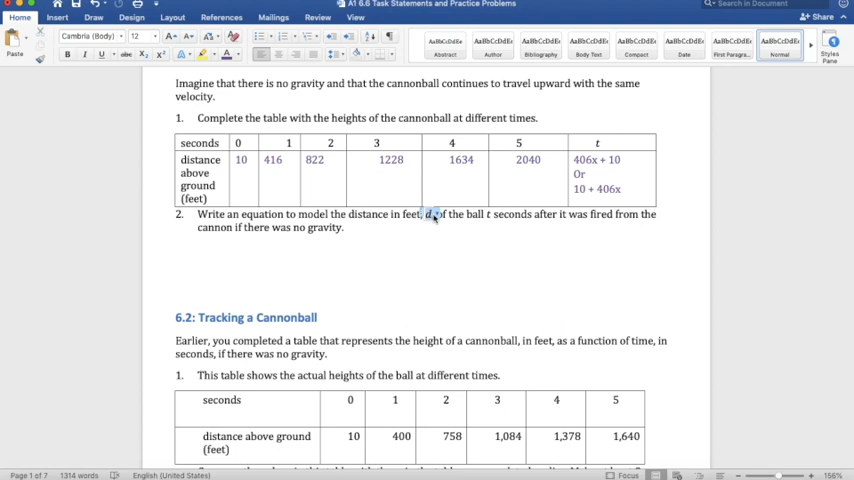 A1 6.6 Task Statements and Practice Problems
Search in Document
Home Insert Draw Design Layout References Mailings Review View
Share
Paste
Cambria (Body) 12
AaBbCcDdEe AaBbCcDdEe AaBbCcDdEe AaBbCcDdEe AaBbCcDdEe AaBbCcDdEe AaBbCcDdEe AaBbCcDdEe
Abstract Author Bibliography Body Text Compact Date First Paragr... Normal
Styles
Pane
Imagine that there is no gravity and that the cannonball continues to travel upward with the same
velocity.
1. Complete the table with the heights of the cannonball at different times.
seconds 0 1 2 3 4 5 t
distance above ground (feet) 10 416 822 1228 1634 2040 406x + 10
Or
10 + 406x
2. Write an equation to model the distance in feet, d, of the ball t seconds after it was fired from the
cannon if there was no gravity.
6.2: Tracking a Cannonball
Earlier, you completed a table that represents the height of a cannonball, in feet, as a function of time, in
seconds, if there was no gravity.
1. This table shows the actual heights of the ball at different times.
seconds 0 1 2 3 4 5
distance above ground (feet) 10 400 758 1,084 1,378 1,640
Page 1 of 7 1314 words English (United States) Focus 156%